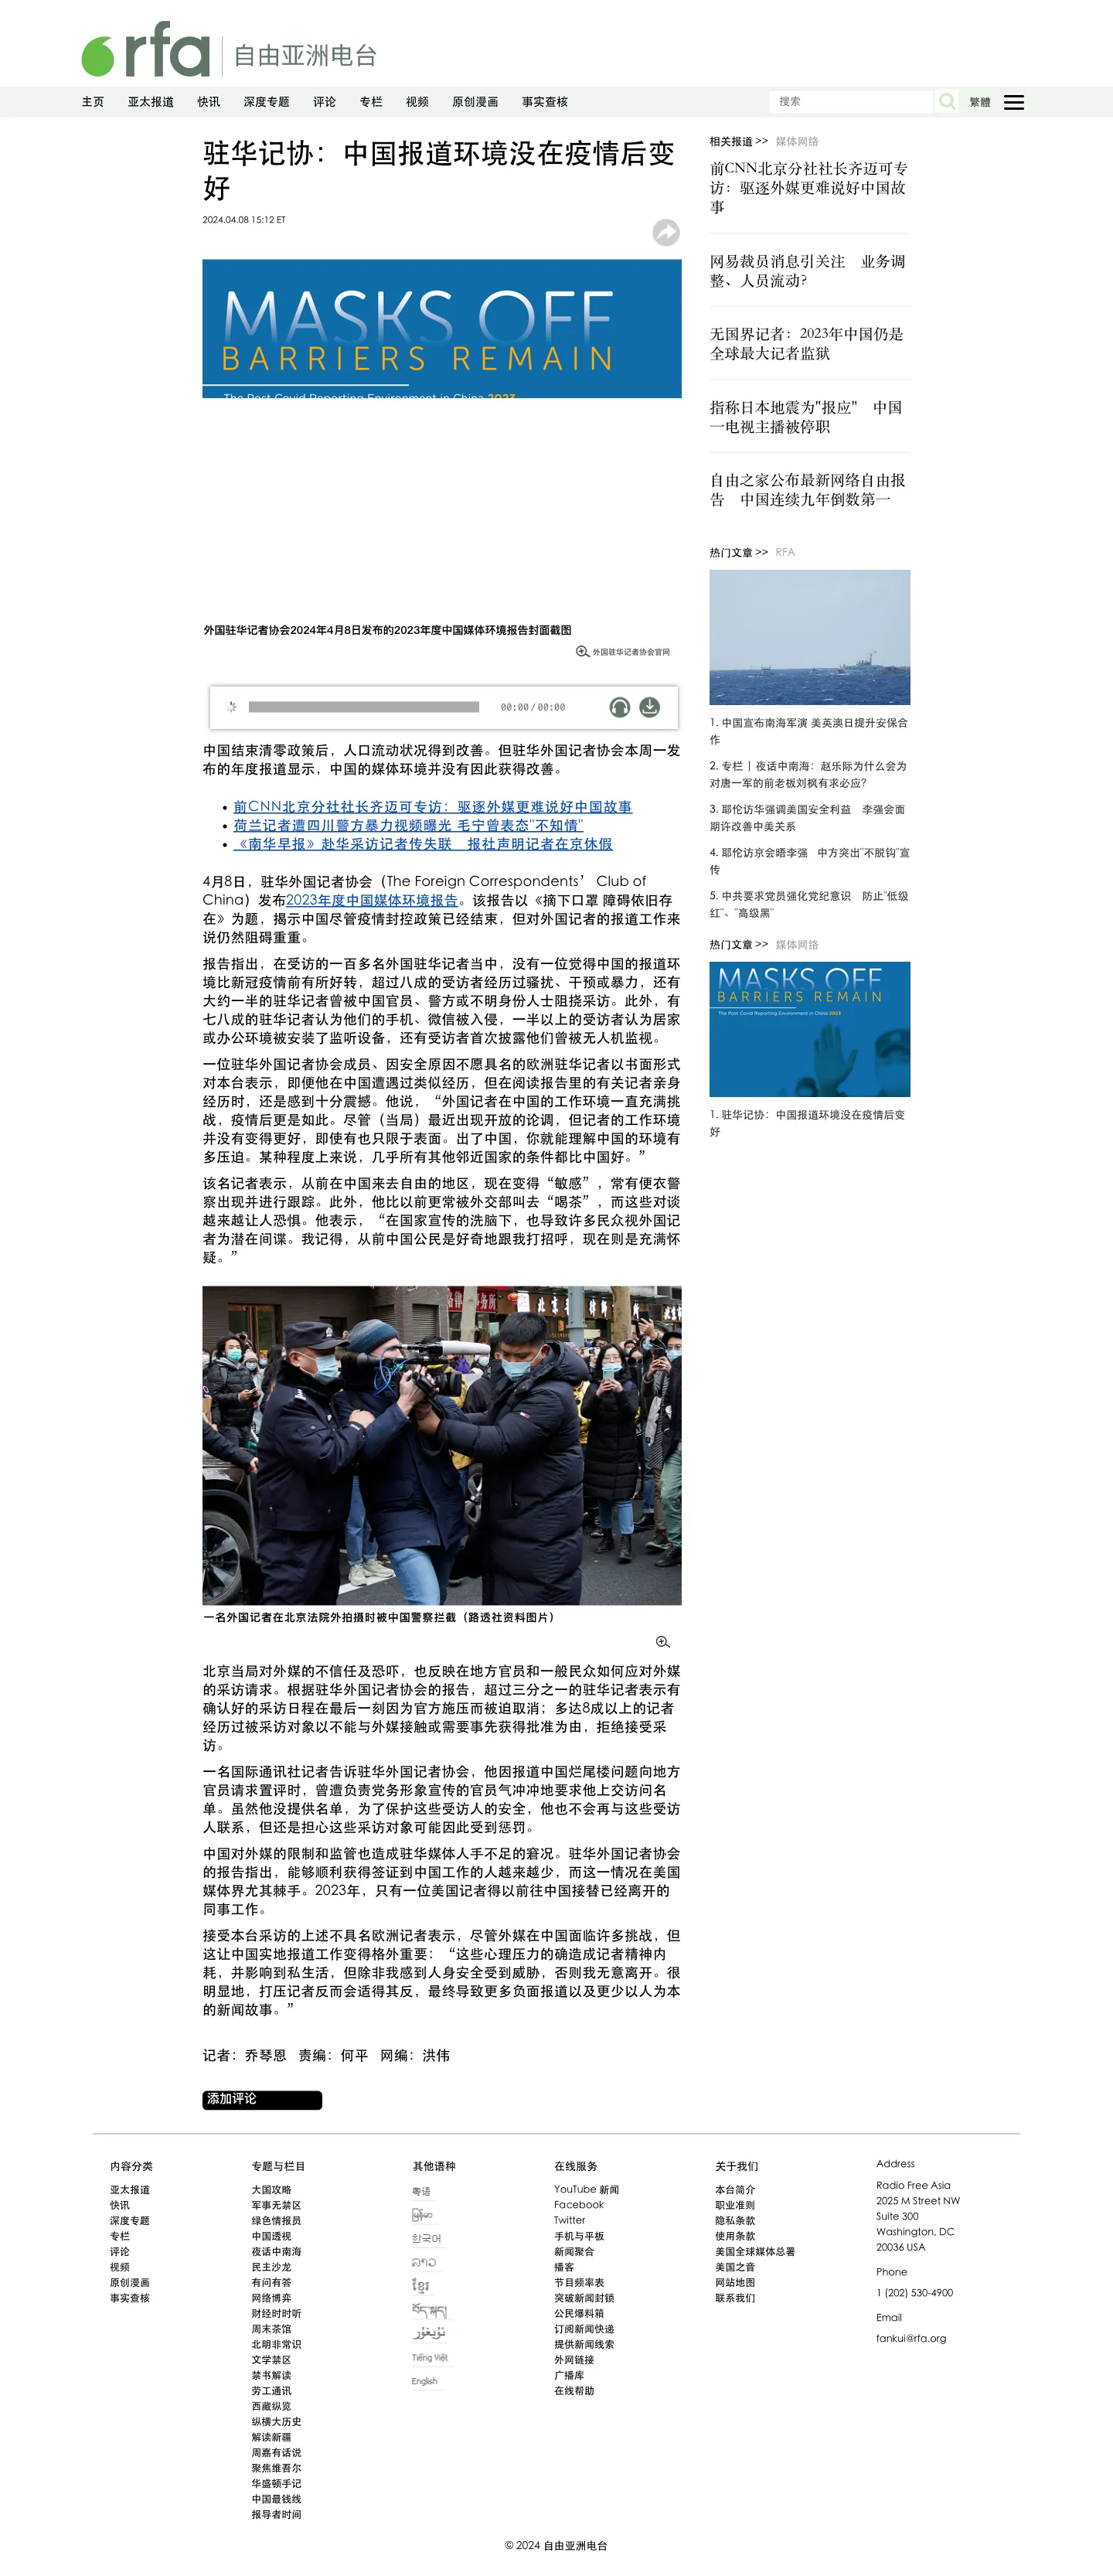 rfa 自由亚洲电台
主页 亚太报道 快讯 深度专题 评论 专栏 视频 原创漫画 事实查核 搜索 繁體
驻华记协：中国报道环境没在疫情后变
好
2024.04.08 15:12 ET
MASKS OFF
BARRIERS REMAIN
The Post Covid Reporting Environment in China 2023
外国驻华记者协会2024年4月8日发布的2023年度中国媒体环境报告封面截图
外国驻华记者协会官网
00:00 / 00:00
中国结束清零政策后，人口流动状况得到改善。但驻华外国记者协会本周一发
布的年度报道显示，中国的媒体环境并没有因此获得改善。
• 前CNN北京分社社长齐迈可专访：驱逐外媒更难说好中国故事
• 荷兰记者遭四川警方暴力视频曝光 毛宁曾表态"不知情"
• 《南华早报》赴华采访记者传失联　报社声明记者在京休假
4月8日，驻华外国记者协会（The Foreign Correspondents’ Club of
China）发布2023年度中国媒体环境报告。该报告以《摘下口罩 障碍依旧存
在》为题，揭示中国尽管疫情封控政策已经结束，但对外国记者的报道工作来
说仍然阻碍重重。
报告指出，在受访的一百多名外国驻华记者当中，没有一位觉得中国的报道环
境比新冠疫情前有所好转，超过八成的受访者经历过骚扰、干预或暴力，还有
大约一半的驻华记者曾被中国官员、警方或不明身份人士阻挠采访。此外，有
七八成的驻华记者认为他们的手机、微信被入侵，一半以上的受访者认为居家
或办公环境被安装了监听设备，还有受访者首次披露他们曾被无人机监视。
一位驻华外国记者协会成员、因安全原因不愿具名的欧洲驻华记者以书面形式
对本台表示，即便他在中国遭遇过类似经历，但在阅读报告里的有关记者亲身
经历时，还是感到十分震撼。他说，“外国记者在中国的工作环境一直充满挑
战，疫情后更是如此。尽管（当局）最近出现开放的论调，但记者的工作环境
并没有变得更好，即使有也只限于表面。出了中国，你就能理解中国的环境有
多压迫。某种程度上来说，几乎所有其他邻近国家的条件都比中国好。”
该名记者表示，从前在中国来去自由的地区，现在变得“敏感”，常有便衣警
察出现并进行跟踪。此外，他比以前更常被外交部叫去“喝茶”，而这些对谈
越来越让人恐惧。他表示，“在国家宣传的洗脑下，也导致许多民众视外国记
者为潜在间谍。我记得，从前中国公民是好奇地跟我打招呼，现在则是充满怀
疑。”
一名外国记者在北京法院外拍摄时被中国警察拦截（路透社资料图片）
北京当局对外媒的不信任及恐吓，也反映在地方官员和一般民众如何应对外媒
的采访请求。根据驻华外国记者协会的报告，超过三分之一的驻华记者表示有
确认好的采访日程在最后一刻因为官方施压而被迫取消；多达8成以上的记者
经历过被采访对象以不能与外媒接触或需要事先获得批准为由，拒绝接受采
访。
一名国际通讯社记者告诉驻华外国记者协会，他因报道中国烂尾楼问题向地方
官员请求置评时，曾遭负责党务形象宣传的官员气冲冲地要求他上交访问名
单。虽然他没提供名单，为了保护这些受访人的安全，他也不会再与这些受访
人联系，但还是担心这些采访对象可能因此受到惩罚。
中国对外媒的限制和监管也造成驻华媒体人手不足的窘况。驻华外国记者协会
的报告指出，能够顺利获得签证到中国工作的人越来越少，而这一情况在美国
媒体界尤其棘手。2023年，只有一位美国记者得以前往中国接替已经离开的
同事工作。
接受本台采访的上述不具名欧洲记者表示，尽管外媒在中国面临许多挑战，但
这让中国实地报道工作变得格外重要：“这些心理压力的确造成记者精神内
耗，并影响到私生活，但除非我感到人身安全受到威胁，否则我无意离开。很
明显地，打压记者反而会适得其反，最终导致更多负面报道以及更少以人为本
的新闻故事。”
记者：乔琴恩 责编：何平 网编：洪伟
添加评论
相关报道 >> 媒体网络
前CNN北京分社社长齐迈可专
访：驱逐外媒更难说好中国故
事
网易裁员消息引关注　业务调
整、人员流动?
无国界记者：2023年中国仍是
全球最大记者监狱
指称日本地震为"报应"　中国
一电视主播被停职
自由之家公布最新网络自由报
告　中国连续九年倒数第一
热门文章 >> RFA
1. 中国宣布南海军演 美英澳日提升安保合
作
2. 专栏 | 夜话中南海：赵乐际为什么会为
对唐一军的前老板刘枫有求必应?
3. 耶伦访华强调美国安全利益　李强会面
期许改善中美关系
4. 耶伦访京会晤李强　中方突出"不脱钩"宣
传
5. 中共要求党员强化党纪意识　防止"低级
红"、"高级黑"
热门文章 >> 媒体网络
MASKS OFF
BARRIERS REMAIN
The Post Covid Reporting Environment in China 2023
1. 驻华记协：中国报道环境没在疫情后变
好
内容分类
亚太报道
快讯
深度专题
专栏
评论
视频
原创漫画
事实查核
专题与栏目
大国攻略
军事无禁区
绿色情报员
中国透视
夜话中南海
民主沙龙
有问有答
网络博弈
财经时时听
周末茶馆
北明非常识
文学禁区
禁书解读
劳工通讯
西藏纵览
纵横大历史
解读新疆
周嘉有话说
聚焦维吾尔
华盛顿手记
中国最钱线
报导者时间
其他语种
粤语
မြန်မာ
한국어
ລາວ
ខ្មែរ
བོད་སྐད།
ئۇيغۇر
Tiếng Việt
English
在线服务
YouTube 新闻
Facebook
Twitter
手机与平板
新闻聚合
播客
节目频率表
突破新闻封锁
公民爆料箱
订阅新闻快递
提供新闻线索
外网链接
广播库
在线帮助
关于我们
本台简介
职业准则
隐私条款
使用条款
美国全球媒体总署
美国之音
网站地图
联系我们
Address
Radio Free Asia
2025 M Street NW
Suite 300
Washington, DC
20036 USA
Phone
1 (202) 530-4900
Email
fankui@rfa.org
© 2024 自由亚洲电台